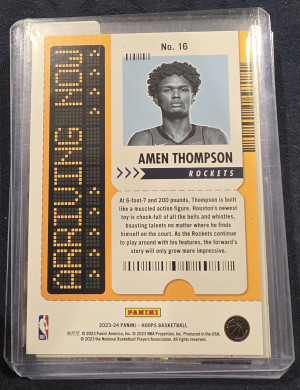 No. 16
ARRIVING NOW
AMEN THOMPSON
ROCKETS
At 6-foot-7 and 200 pounds, Thompson is built
like a muscled action figure. Houston's newest
toy is chock-full of all the bells and whistles,
boasting talents no matter where he finds
himself on the court. As the Rockets continue
to play around with his features, the forward's
story will only grow more impressive.
PANINI
2023-24 PANINI - HOOPS BASKETBALL
© 2023 Panini America, Inc. © 2023 NBA Properties, Inc. Produced in the USA.
© 2023 the National Basketball Players Association. All rights reserved.